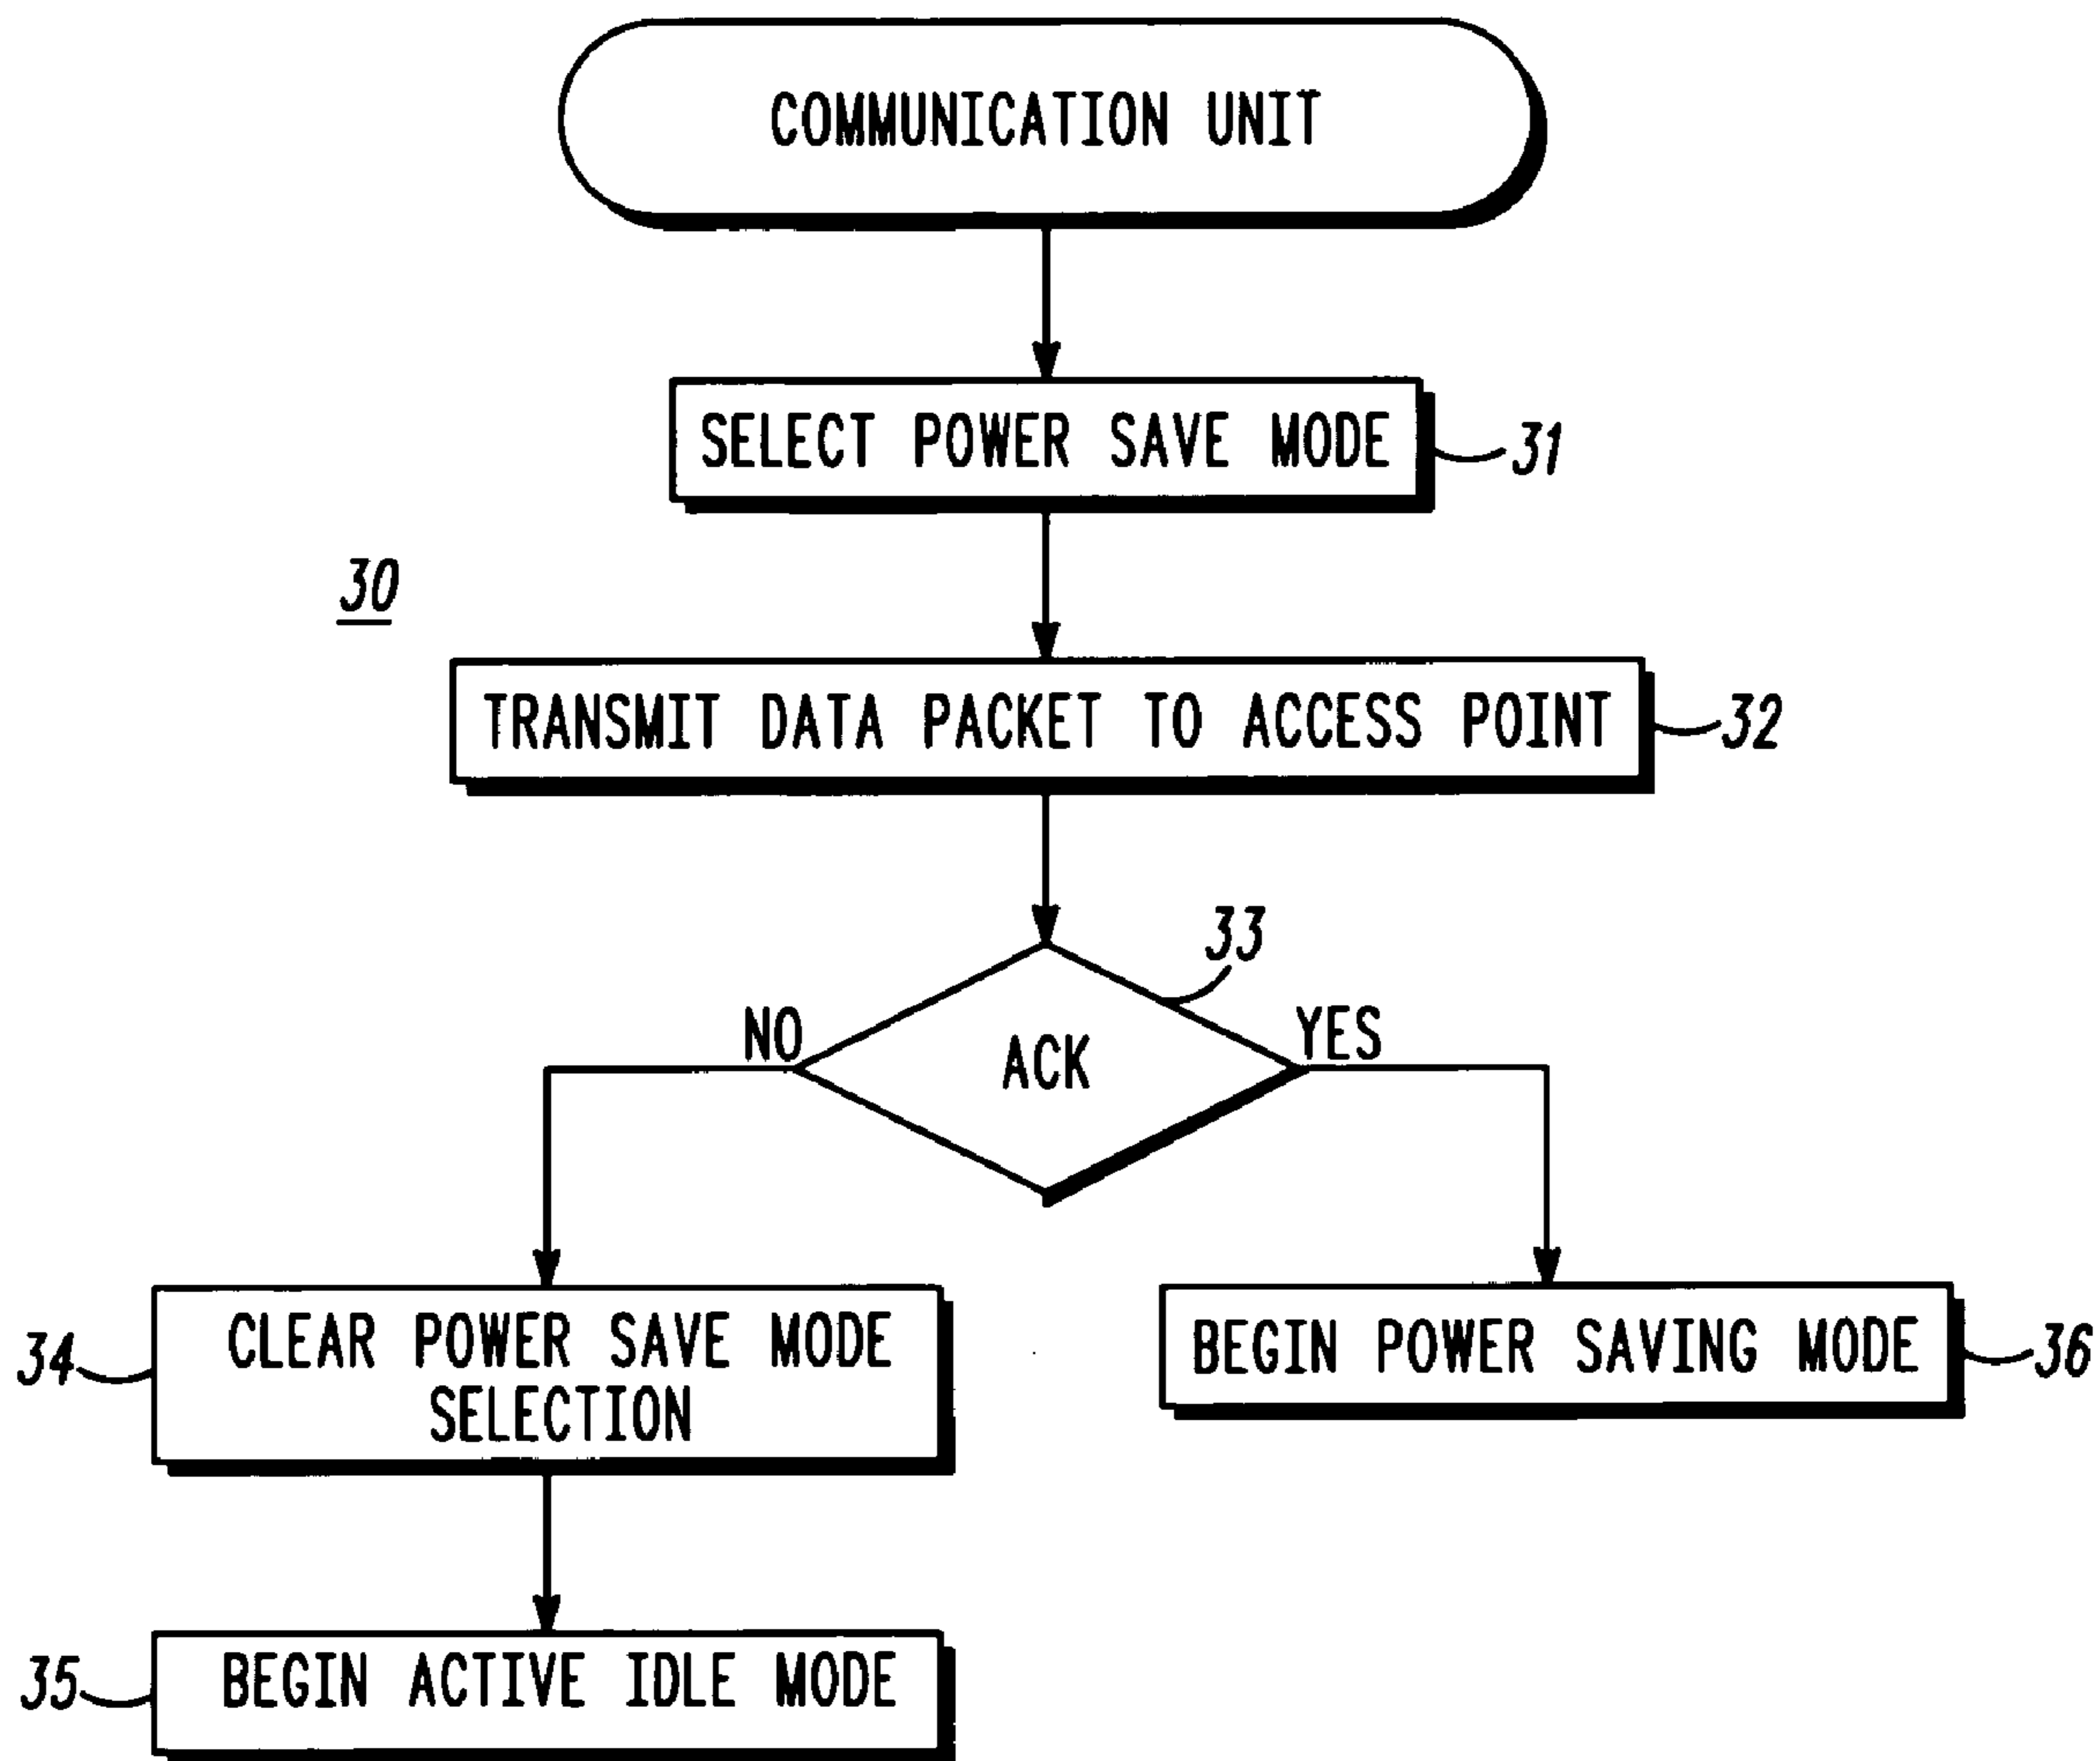 COMMUNICATION UNIT
SELECT POWER SAVE MODE
31
30
TRANSMIT DATA PACKET TO ACCESS POINT
32
33
NO
ACK
YES
CLEAR POWER SAVE MODE
SELECTION
34
BEGIN POWER SAVING MODE
36
35
BEGIN ACTIVE IDLE MODE